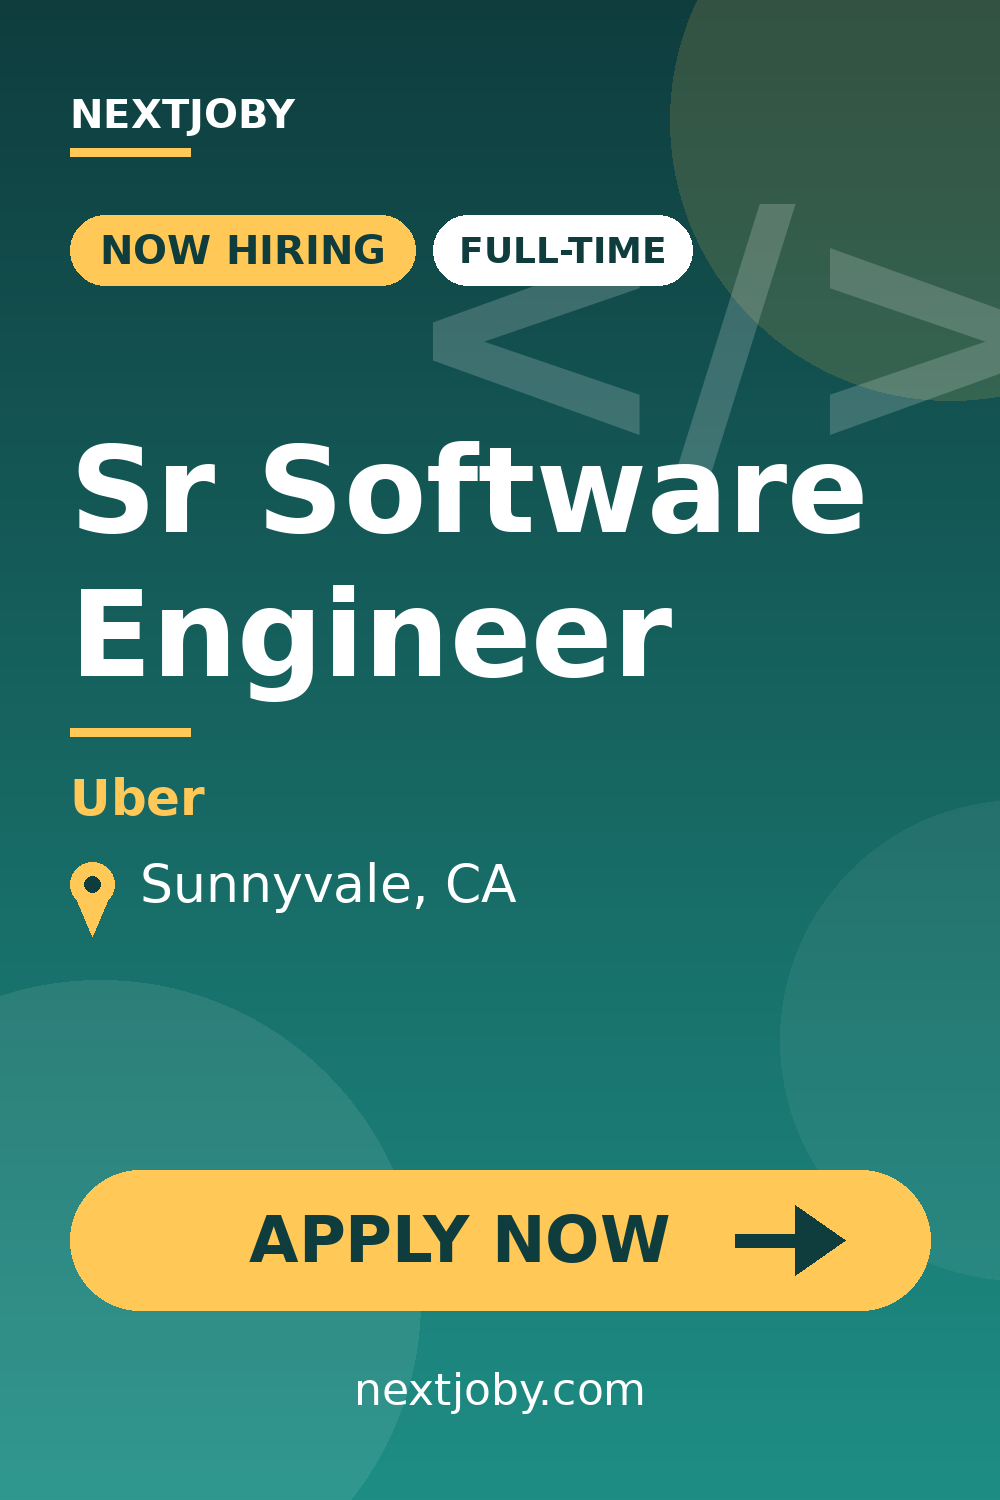 NEXTJOBY
NOW HIRING
FULL-TIME
</>
Sr Software
Engineer
Uber
Sunnyvale, CA
APPLY NOW
nextjoby.com